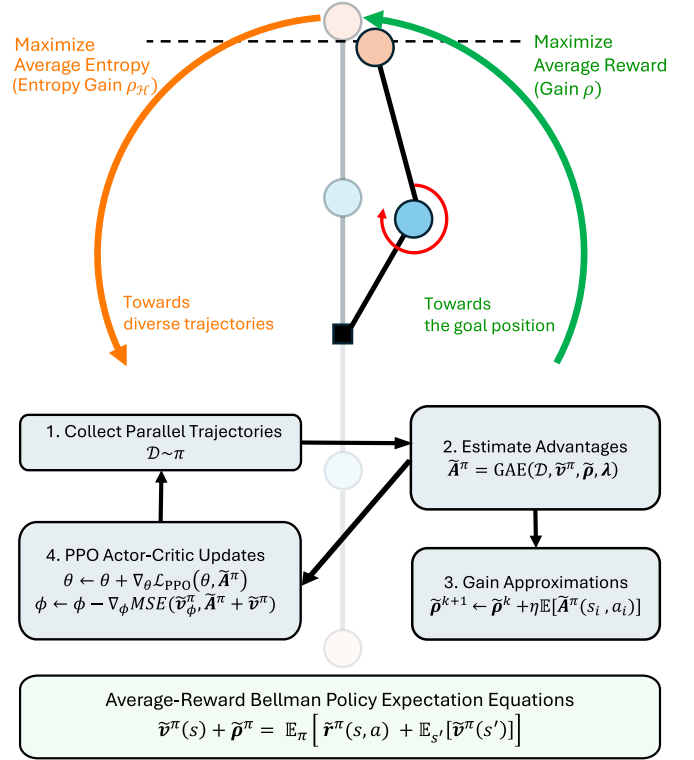 Maximize
Average Entropy
(Entropy Gain ρ_ℋ)
Maximize
Average Reward
(Gain ρ)
Towards
diverse trajectories
Towards
the goal position
1. Collect Parallel Trajectories
𝒟~π
2. Estimate Advantages
Ã^π = GAE(𝒟, ṽ^π, ρ̃, λ)
4. PPO Actor-Critic Updates
θ ← θ + ∇_θ ℒ_PPO(θ, Ã^π)
ϕ ← ϕ − ∇_ϕ MSE(ṽ_ϕ^π, Ã^π + ṽ^π)
3. Gain Approximations
ρ̃^{k+1} ← ρ̃^k + η𝔼[Ã^π(s_i, a_i)]
Average-Reward Bellman Policy Expectation Equations
ṽ^π(s) + ρ̃^π = 𝔼_π[r̃^π(s, a) + 𝔼_{s′}[ṽ^π(s′)]]